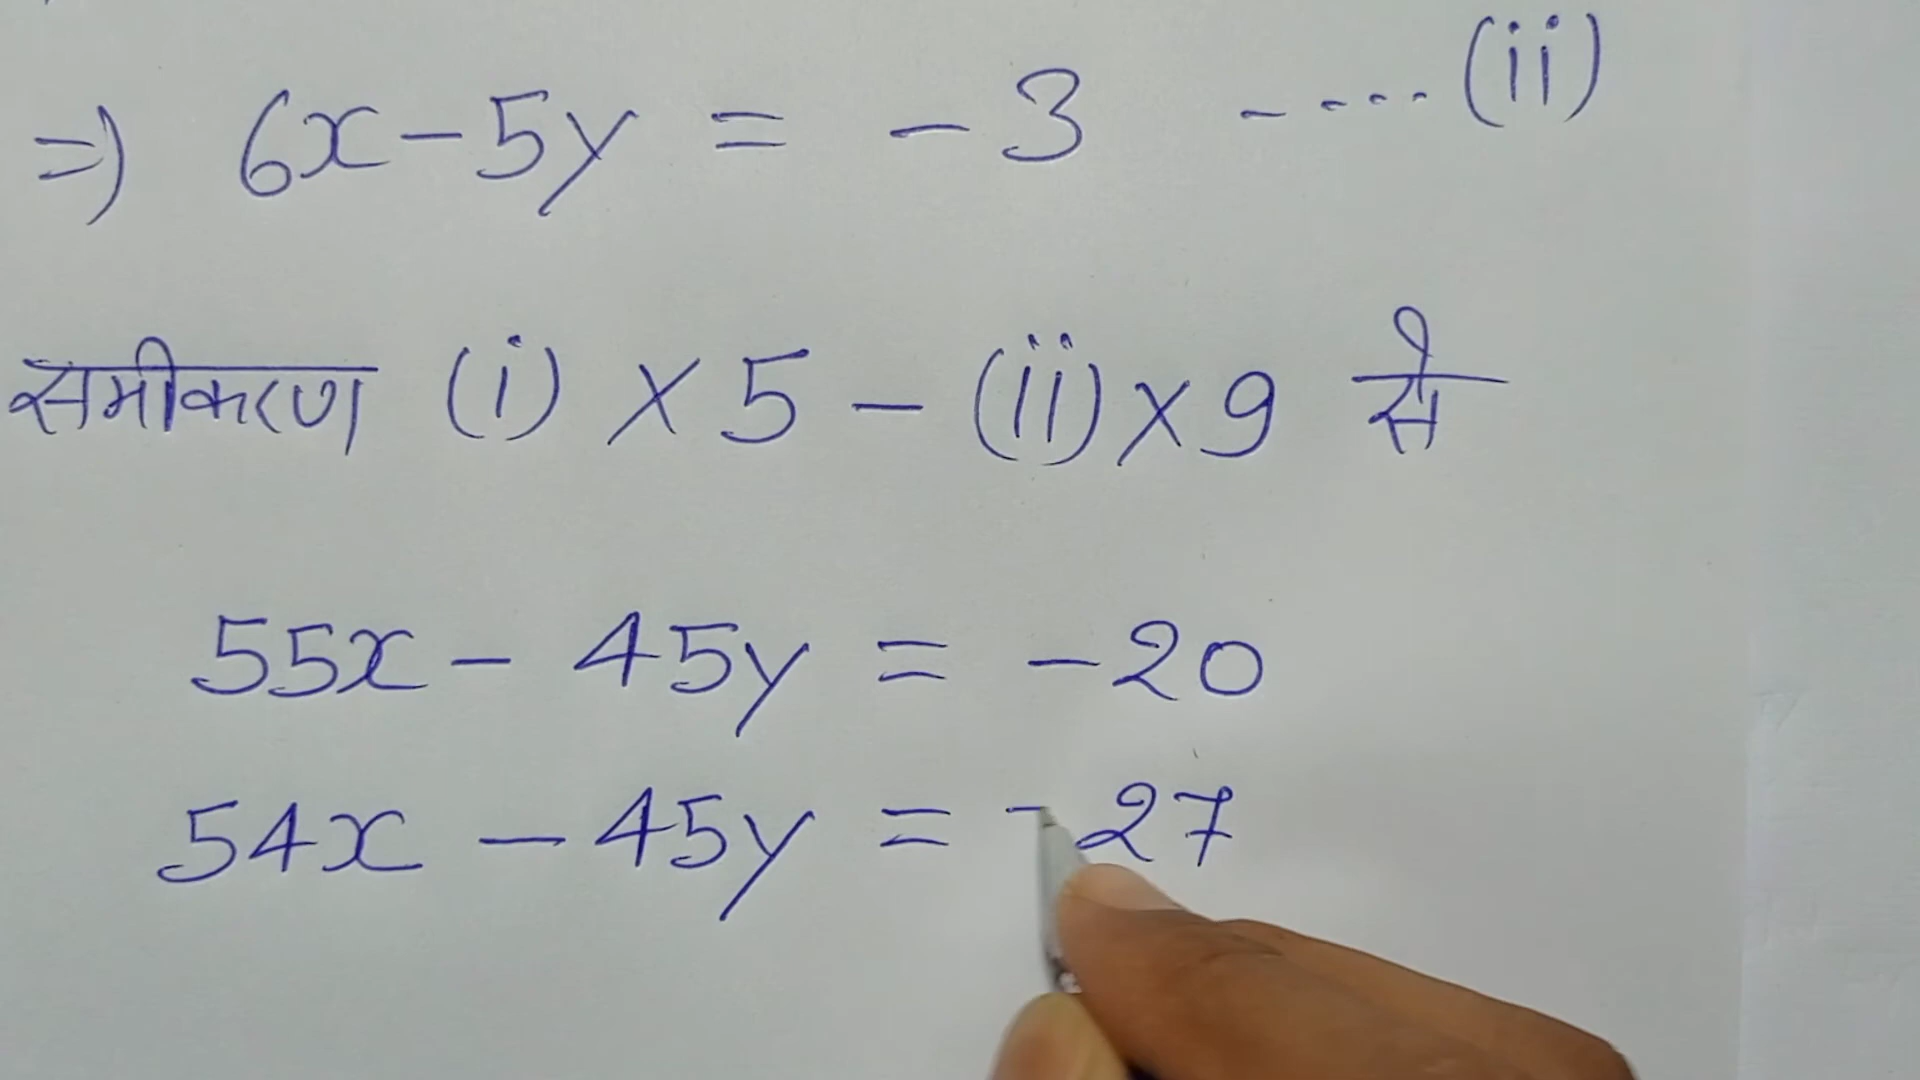 =) 6x - 5y = - 3 ----(ii)
समीकरण (i) × 5 - (ii) × 9 से
55x - 45y = -20
54x - 45y = -27